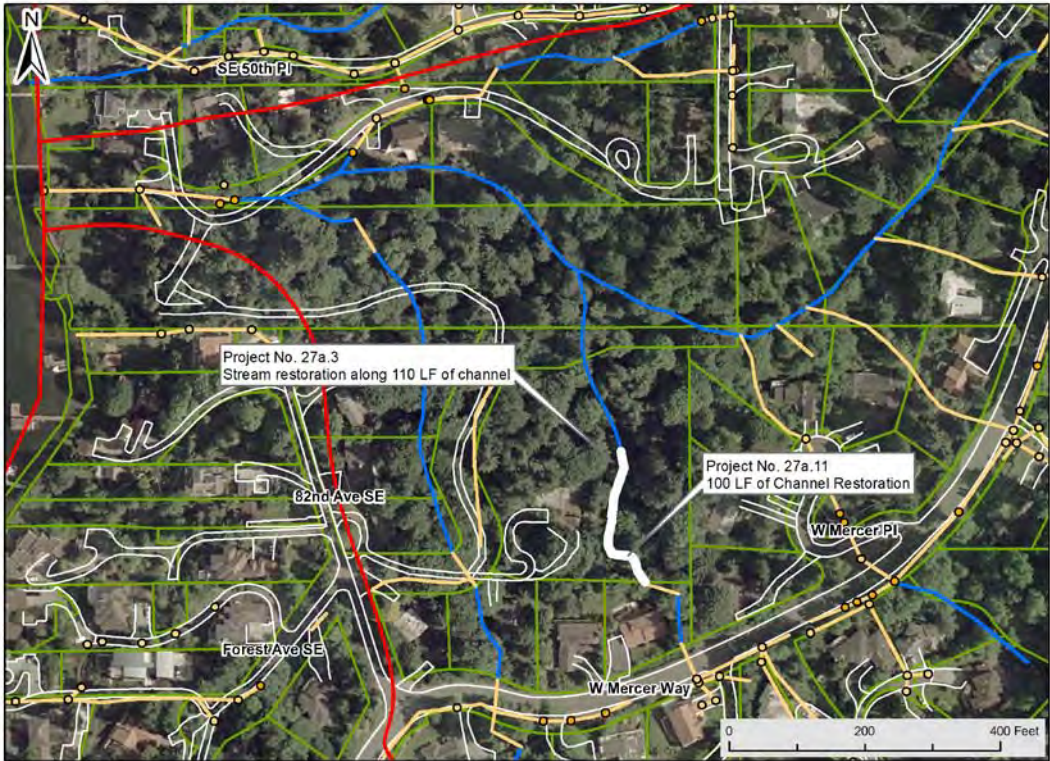 N
SE 50th Pl
Project No. 27a.3
Stream restoration along 110 LF of channel
Project No. 27a.11
100 LF of Channel Restoration
82nd Ave SE
W Mercer Pl
Forest Ave SE
W Mercer Way
0 200 400 Feet